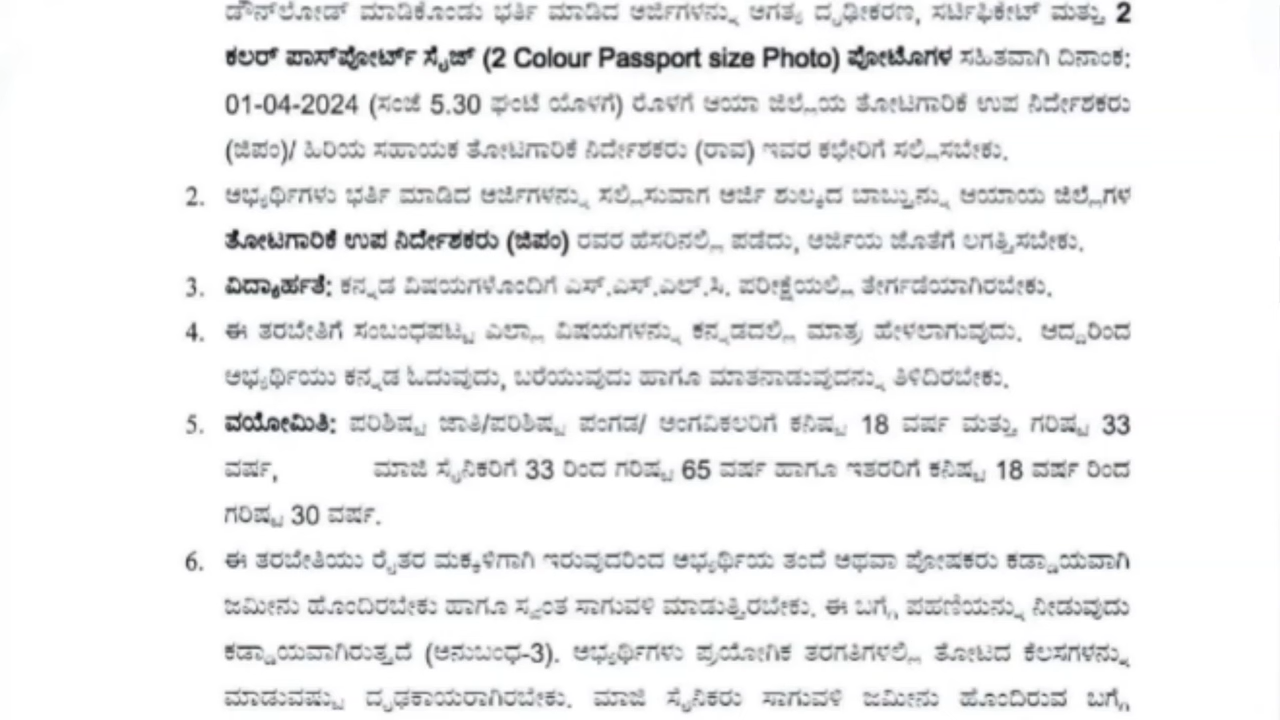 ಡೌನ್‌ಲೋಡ್ ಮಾಡಿಕೊಂಡು ಭರ್ತಿ ಮಾಡಿದ ಅರ್ಜಿಗಳನ್ನು ಅಗತ್ಯ ದೃಢೀಕರಣ, ಸರ್ಟಿಫಿಕೇಟ್ ಮತ್ತು 2
ಕಲರ್ ಪಾಸ್‌ಪೋರ್ಟ್ ಸೈಜ್ (2 Colour Passport size Photo) ಫೋಟೊಗಳ ಸಹಿತವಾಗಿ ದಿನಾಂಕ:
01-04-2024 (ಸಂಜೆ 5.30 ಘಂಟೆ ಯೊಳಗೆ) ರೊಳಗೆ ಆಯಾ ಜಿಲ್ಲೆಯ ತೋಟಗಾರಿಕೆ ಉಪ ನಿರ್ದೇಶಕರು
(ಜಿಪಂ)/ ಹಿರಿಯ ಸಹಾಯಕ ತೋಟಗಾರಿಕೆ ನಿರ್ದೇಶಕರು (ರಾವ) ಇವರ ಕಛೇರಿಗೆ ಸಲ್ಲಿಸಬೇಕು.
2. ಅಭ್ಯರ್ಥಿಗಳು ಭರ್ತಿ ಮಾಡಿದ ಅರ್ಜಿಗಳನ್ನು ಸಲ್ಲಿಸುವಾಗ ಅರ್ಜಿ ಶುಲ್ಕದ ಬಾಬ್ತುನ್ನು ಆಯಾಯ ಜಿಲ್ಲೆಗಳ
ತೋಟಗಾರಿಕೆ ಉಪ ನಿರ್ದೇಶಕರು (ಜಿಪಂ) ರವರ ಹೆಸರಿನಲ್ಲಿ ಪಡೆದು, ಅರ್ಜಿಯ ಜೊತೆಗೆ ಲಗತ್ತಿಸಬೇಕು.
3. ವಿದ್ಯಾರ್ಹತೆ: ಕನ್ನಡ ವಿಷಯಗಳೊಂದಿಗೆ ಎಸ್.ಎಸ್.ಎಲ್.ಸಿ. ಪರೀಕ್ಷೆಯಲ್ಲಿ ತೇರ್ಗಡೆಯಾಗಿರಬೇಕು.
4. ಈ ತರಬೇತಿಗೆ ಸಂಬಂಧಪಟ್ಟ ಎಲ್ಲಾ ವಿಷಯಗಳನ್ನು ಕನ್ನಡದಲ್ಲಿ ಮಾತ್ರ ಹೇಳಲಾಗುವುದು. ಆದ್ದರಿಂದ
ಅಭ್ಯರ್ಥಿಯು ಕನ್ನಡ ಓದುವುದು, ಬರೆಯುವುದು ಹಾಗೂ ಮಾತನಾಡುವುದನ್ನು ತಿಳಿದಿರಬೇಕು.
5. ವಯೋಮಿತಿ: ಪರಿಶಿಷ್ಟ ಜಾತಿ/ಪರಿಶಿಷ್ಟ ಪಂಗಡ/ ಅಂಗವಿಕಲರಿಗೆ ಕನಿಷ್ಟ 18 ವರ್ಷ ಮತ್ತು ಗರಿಷ್ಟ 33
ವರ್ಷ, ಮಾಜಿ ಸೈನಿಕರಿಗೆ 33 ರಿಂದ ಗರಿಷ್ಟ 65 ವರ್ಷ ಹಾಗೂ ಇತರರಿಗೆ ಕನಿಷ್ಟ 18 ವರ್ಷ ರಿಂದ
ಗರಿಷ್ಟ 30 ವರ್ಷ.
6. ಈ ತರಬೇತಿಯು ರೈತರ ಮಕ್ಕಳಿಗಾಗಿ ಇರುವುದರಿಂದ ಅಭ್ಯರ್ಥಿಯ ತಂದೆ ಅಥವಾ ಪೋಷಕರು ಕಡ್ಡಾಯವಾಗಿ
ಜಮೀನು ಹೊಂದಿರಬೇಕು ಹಾಗೂ ಸ್ವಂತ ಸಾಗುವಳಿ ಮಾಡುತ್ತಿರಬೇಕು. ಈ ಬಗ್ಗೆ ಪಹಣಿಯನ್ನು ನೀಡುವುದು
ಕಡ್ಡಾಯವಾಗಿರುತ್ತದೆ (ಅನುಬಂಧ-3). ಅಭ್ಯರ್ಥಿಗಳು ಪ್ರಯೋಗಿಕ ತರಗತಿಗಳಲ್ಲಿ ತೋಟದ ಕೆಲಸಗಳನ್ನು
ಮಾಡುವಷ್ಟು ದೃಢಕಾಯರಾಗಿರಬೇಕು. ಮಾಜಿ ಸೈನಿಕರು ಸಾಗುವಳಿ ಜಮೀನು ಹೊಂದಿರುವ ಬಗ್ಗೆ